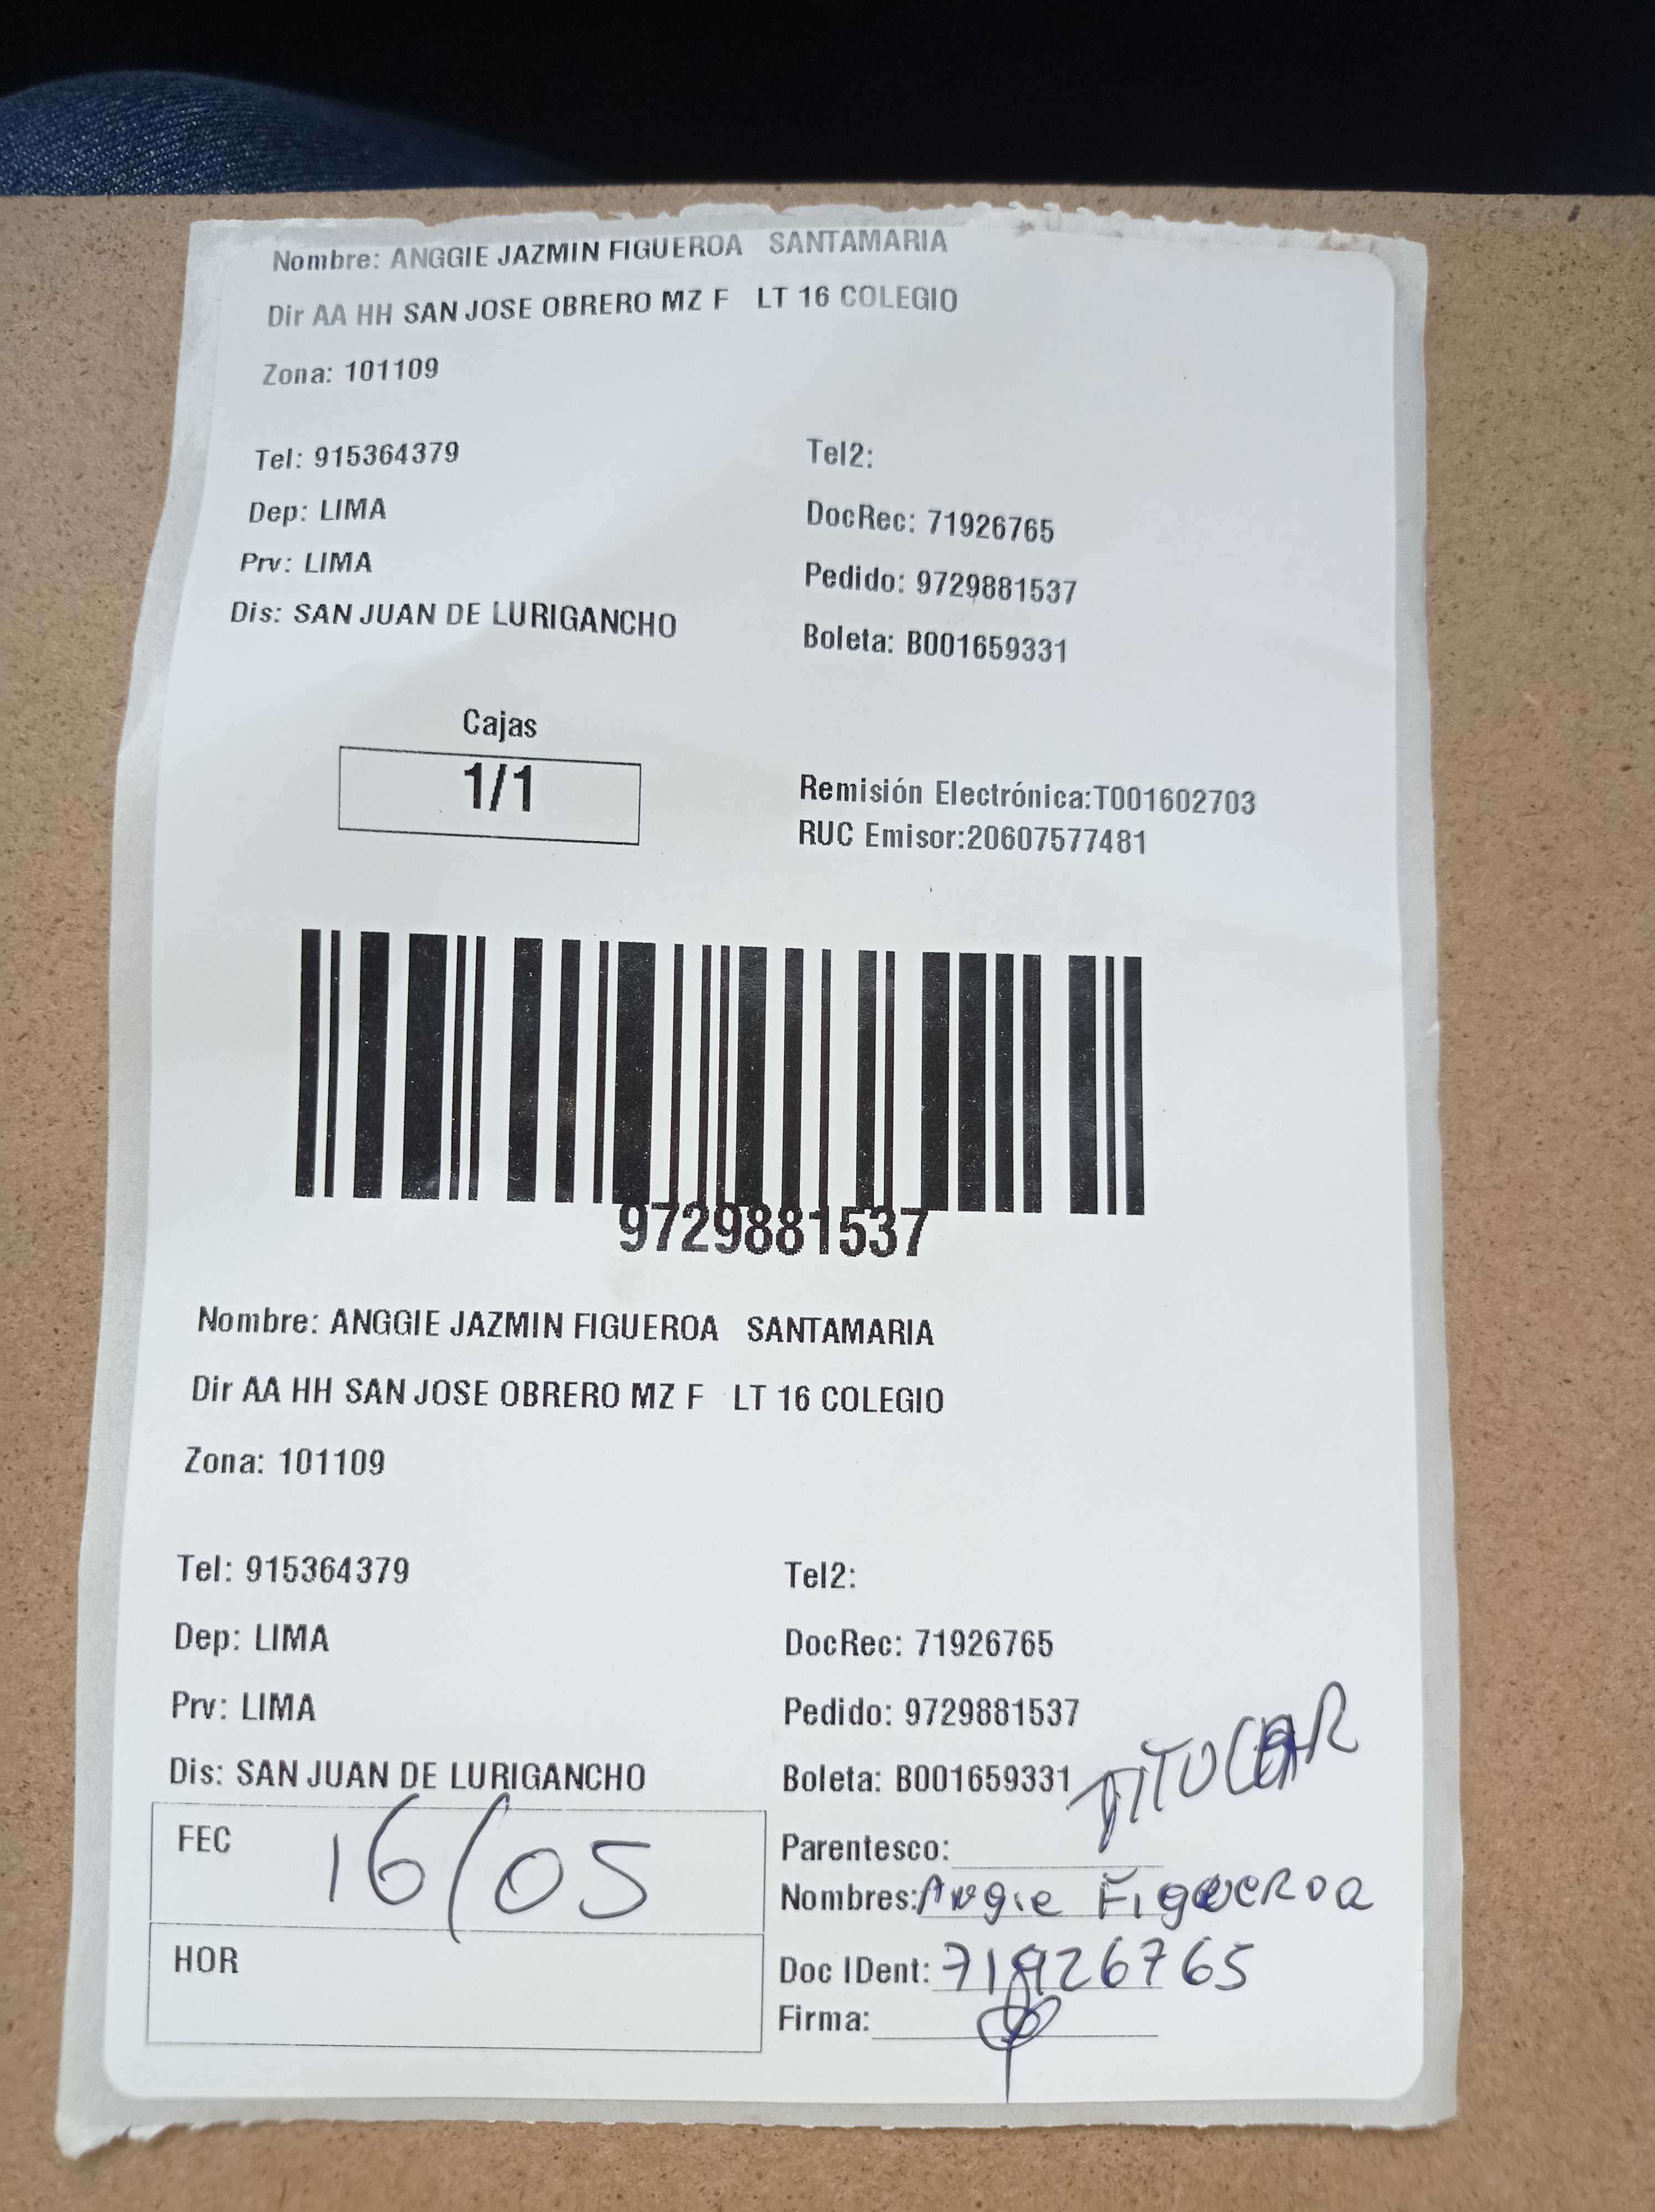 Nombre: ANGGIE JAZMIN FIGUEROA SANTAMARIA
Dir AA HH SAN JOSE OBRERO MZ F LT 16 COLEGIO
Zona: 101109
Tel: 915364379 Tel2:
Dep: LIMA DocRec: 71926765
Prv: LIMA Pedido: 9729881537
Dis: SAN JUAN DE LURIGANCHO Boleta: B001659331
Cajas
1/1
Remisión Electrónica:T001602703
RUC Emisor:20607577481
9729881537
Nombre: ANGGIE JAZMIN FIGUEROA SANTAMARIA
Dir AA HH SAN JOSE OBRERO MZ F LT 16 COLEGIO
Zona: 101109
Tel: 915364379 Tel2:
Dep: LIMA DocRec: 71926765
Prv: LIMA Pedido: 9729881537
Dis: SAN JUAN DE LURIGANCHO Boleta: B001659331
FEC 16/05
Parentesco:
Nombres: Angie Figueroa
HOR
Doc IDent: 71926765
Firma: